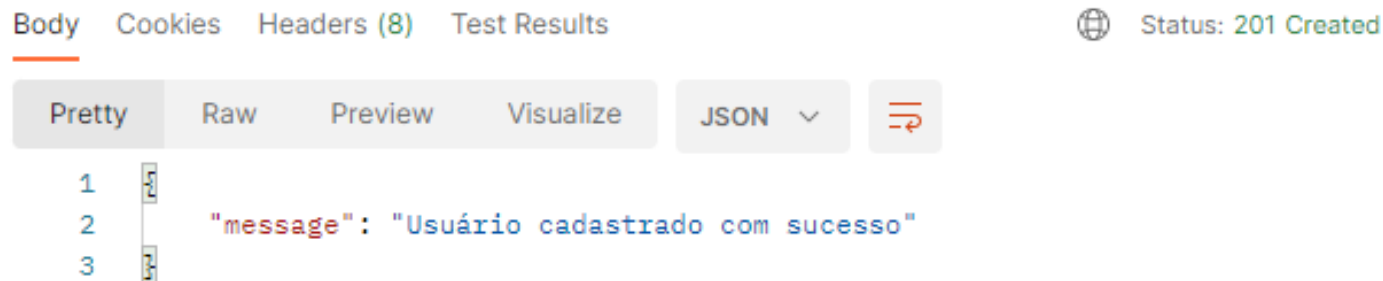 Body Cookies Headers (8) Test Results Status: 201 Created
Pretty Raw Preview Visualize JSON
1 {
2 "message": "Usuário cadastrado com sucesso"
3 }